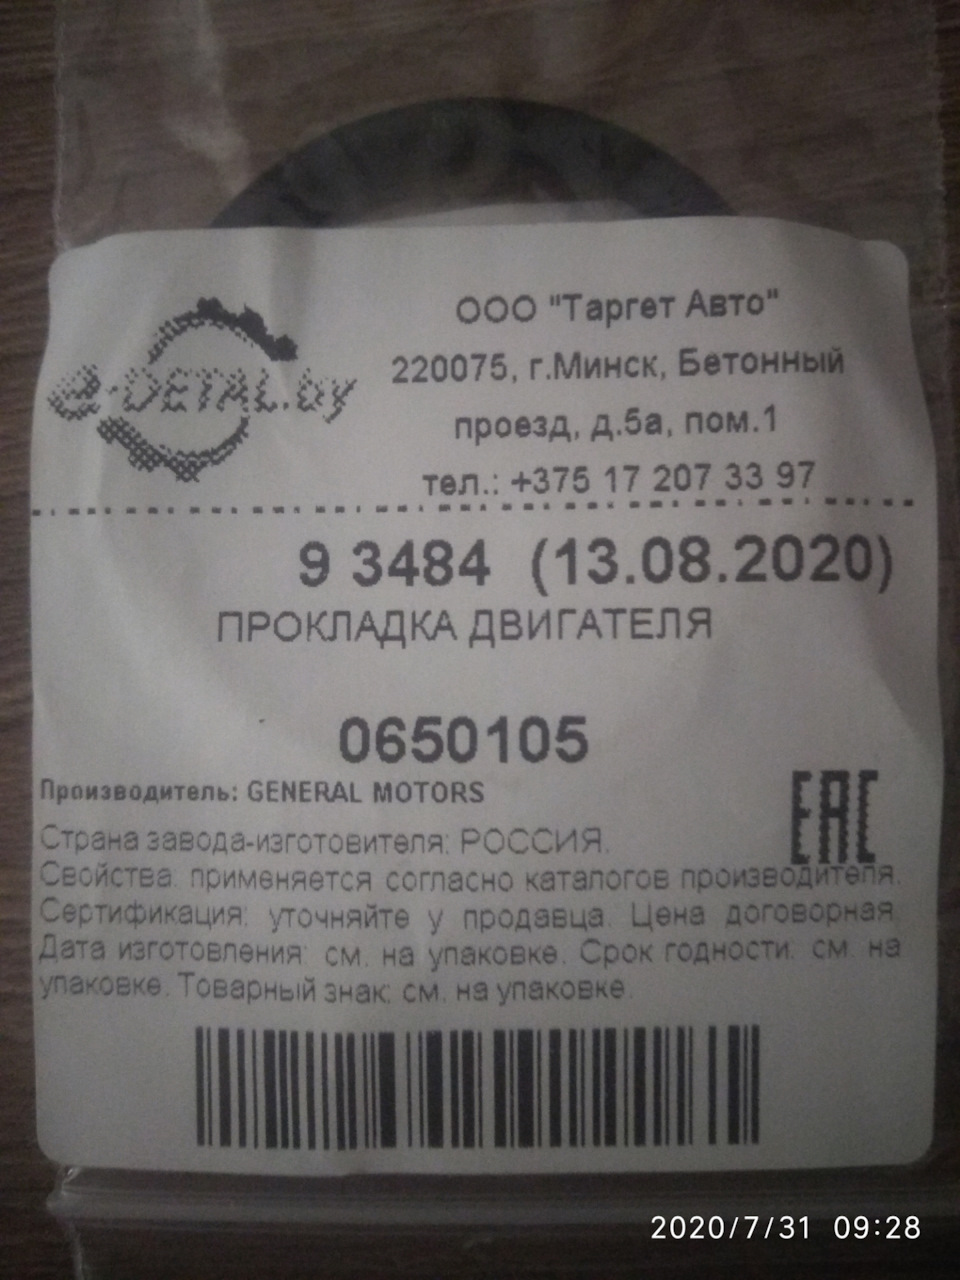 e-DETAL.by
ООО "Таргет Авто"
220075, г.Минск, Бетонный
проезд, д.5а, пом.1
тел.: +375 17 207 33 97
9 3484 (13.08.2020)
ПРОКЛАДКА ДВИГАТЕЛЯ
0650105
Производитель: GENERAL MOTORS
EAC
Страна завода-изготовителя: РОССИЯ.
Свойства: применяется согласно каталогов производителя.
Сертификация: уточняйте у продавца. Цена договорная.
Дата изготовления: см. на упаковке. Срок годности: см. на
упаковке. Товарный знак: см. на упаковке.
2020/7/31 09:28